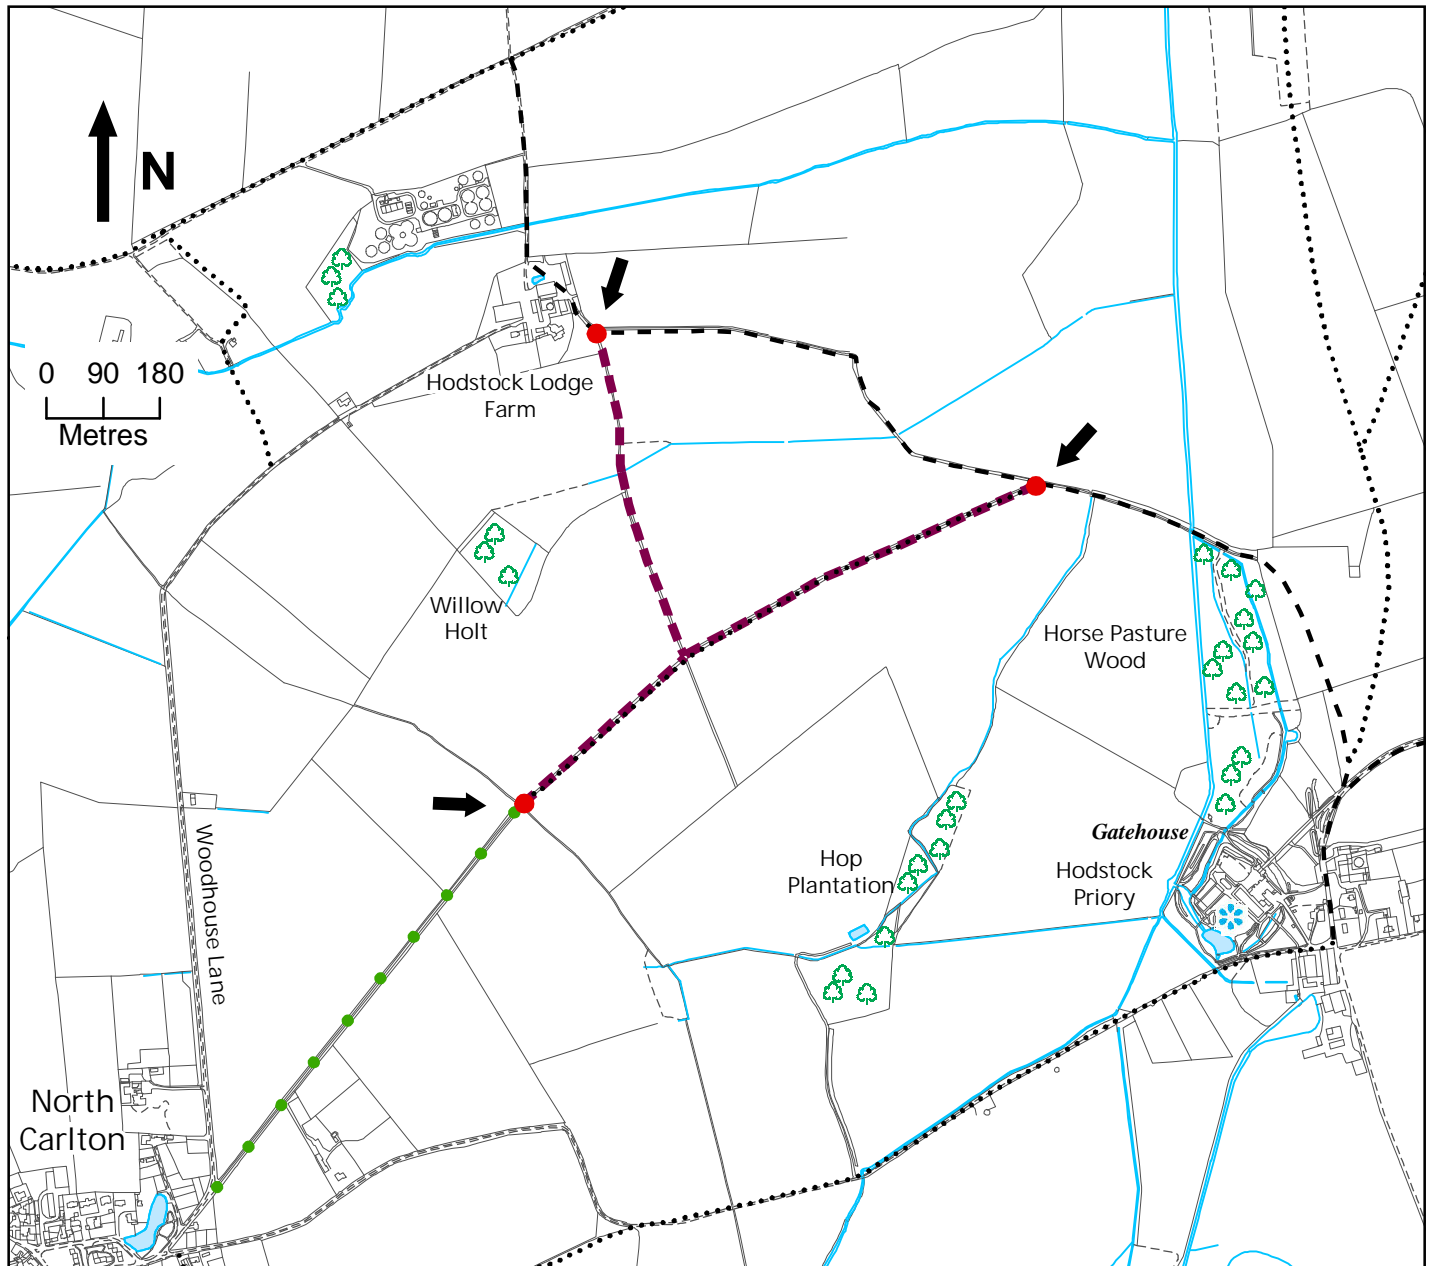 N
0 90 180
Metres
Hodstock Lodge
Farm
Willow
Holt
Horse Pasture
Wood
Gatehouse
Hodstock
Priory
Hop
Plantation
Woodhouse Lane
North
Carlton